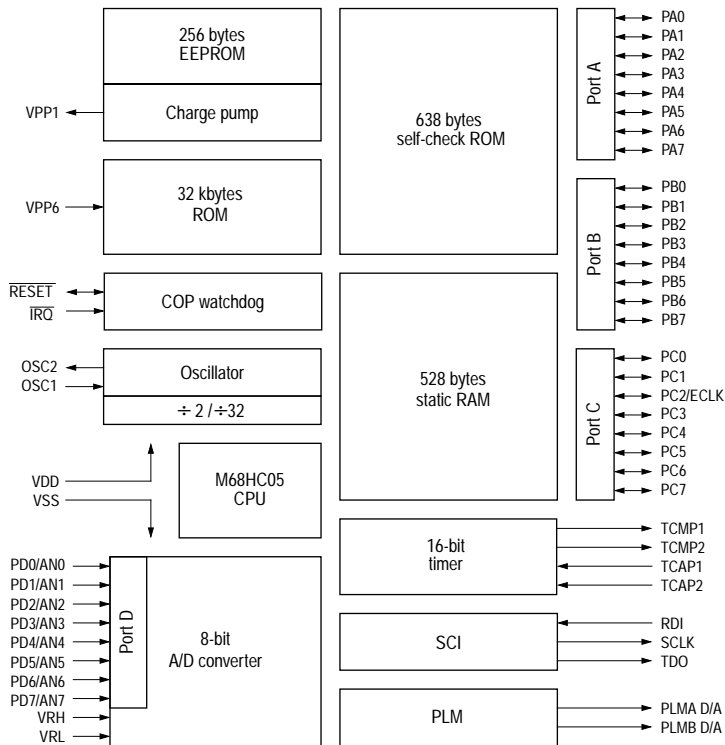 256 bytes
EEPROM
Charge pump
VPP1
32 kbytes
ROM
VPP6
COP watchdog
RESET
IRQ
Oscillator
÷ 2 / ÷32
OSC2
OSC1
M68HC05
CPU
VDD
VSS
Port D
8-bit
A/D converter
PD0/AN0
PD1/AN1
PD2/AN2
PD3/AN3
PD4/AN4
PD5/AN5
PD6/AN6
PD7/AN7
VRH
VRL
638 bytes
self-check ROM
528 bytes
static RAM
16-bit
timer
SCI
PLM
Port A
PA0
PA1
PA2
PA3
PA4
PA5
PA6
PA7
Port B
PB0
PB1
PB2
PB3
PB4
PB5
PB6
PB7
Port C
PC0
PC1
PC2/ECLK
PC3
PC4
PC5
PC6
PC7
TCMP1
TCMP2
TCAP1
TCAP2
RDI
SCLK
TDO
PLMA D/A
PLMB D/A